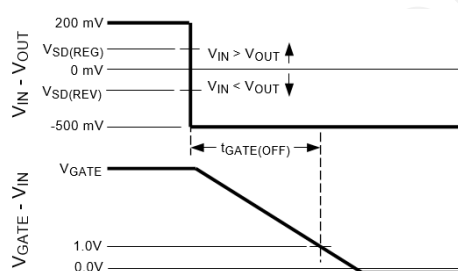 200 mV
VSD(REG)
VIN > VOUT
0 mV
VIN < VOUT
VSD(REV)
-500 mV
VIN - VOUT
tGATE(OFF)
VGATE
1.0V
0.0V
VGATE - VIN